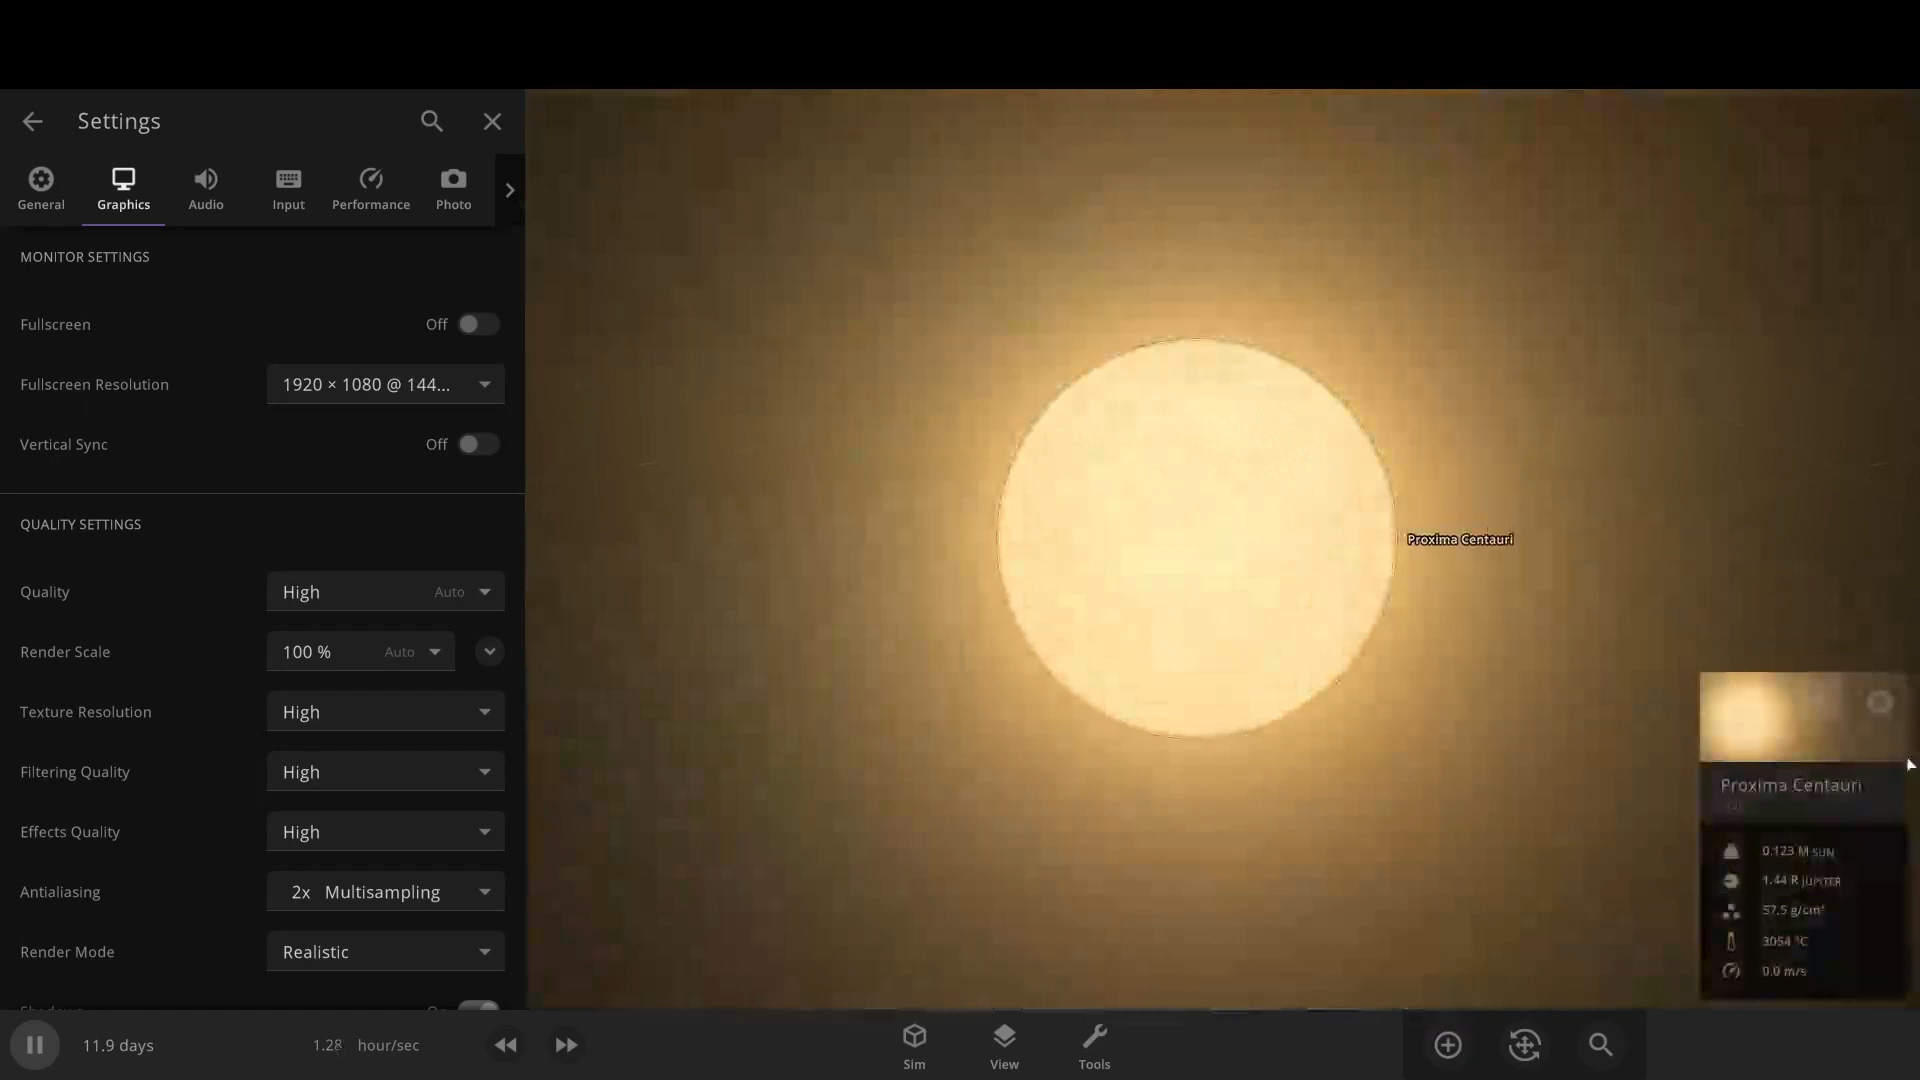 Settings
General
Graphics
Audio
Input
Performance
Photo
MONITOR SETTINGS
Fullscreen
Off
Fullscreen Resolution
1920 × 1080 @ 144...
Vertical Sync
Off
QUALITY SETTINGS
Quality
High
Auto
Render Scale
100 %
Auto
Texture Resolution
High
Filtering Quality
High
Effects Quality
High
Antialiasing
2x Multisampling
Render Mode
Realistic
Proxima Centauri
Proxima Centauri
0.123 M SUN
1.44 R JUPITER
57.5 g/cm³
3054 °C
0.0 m/s
11.9 days
1.28 hour/sec
Sim
View
Tools